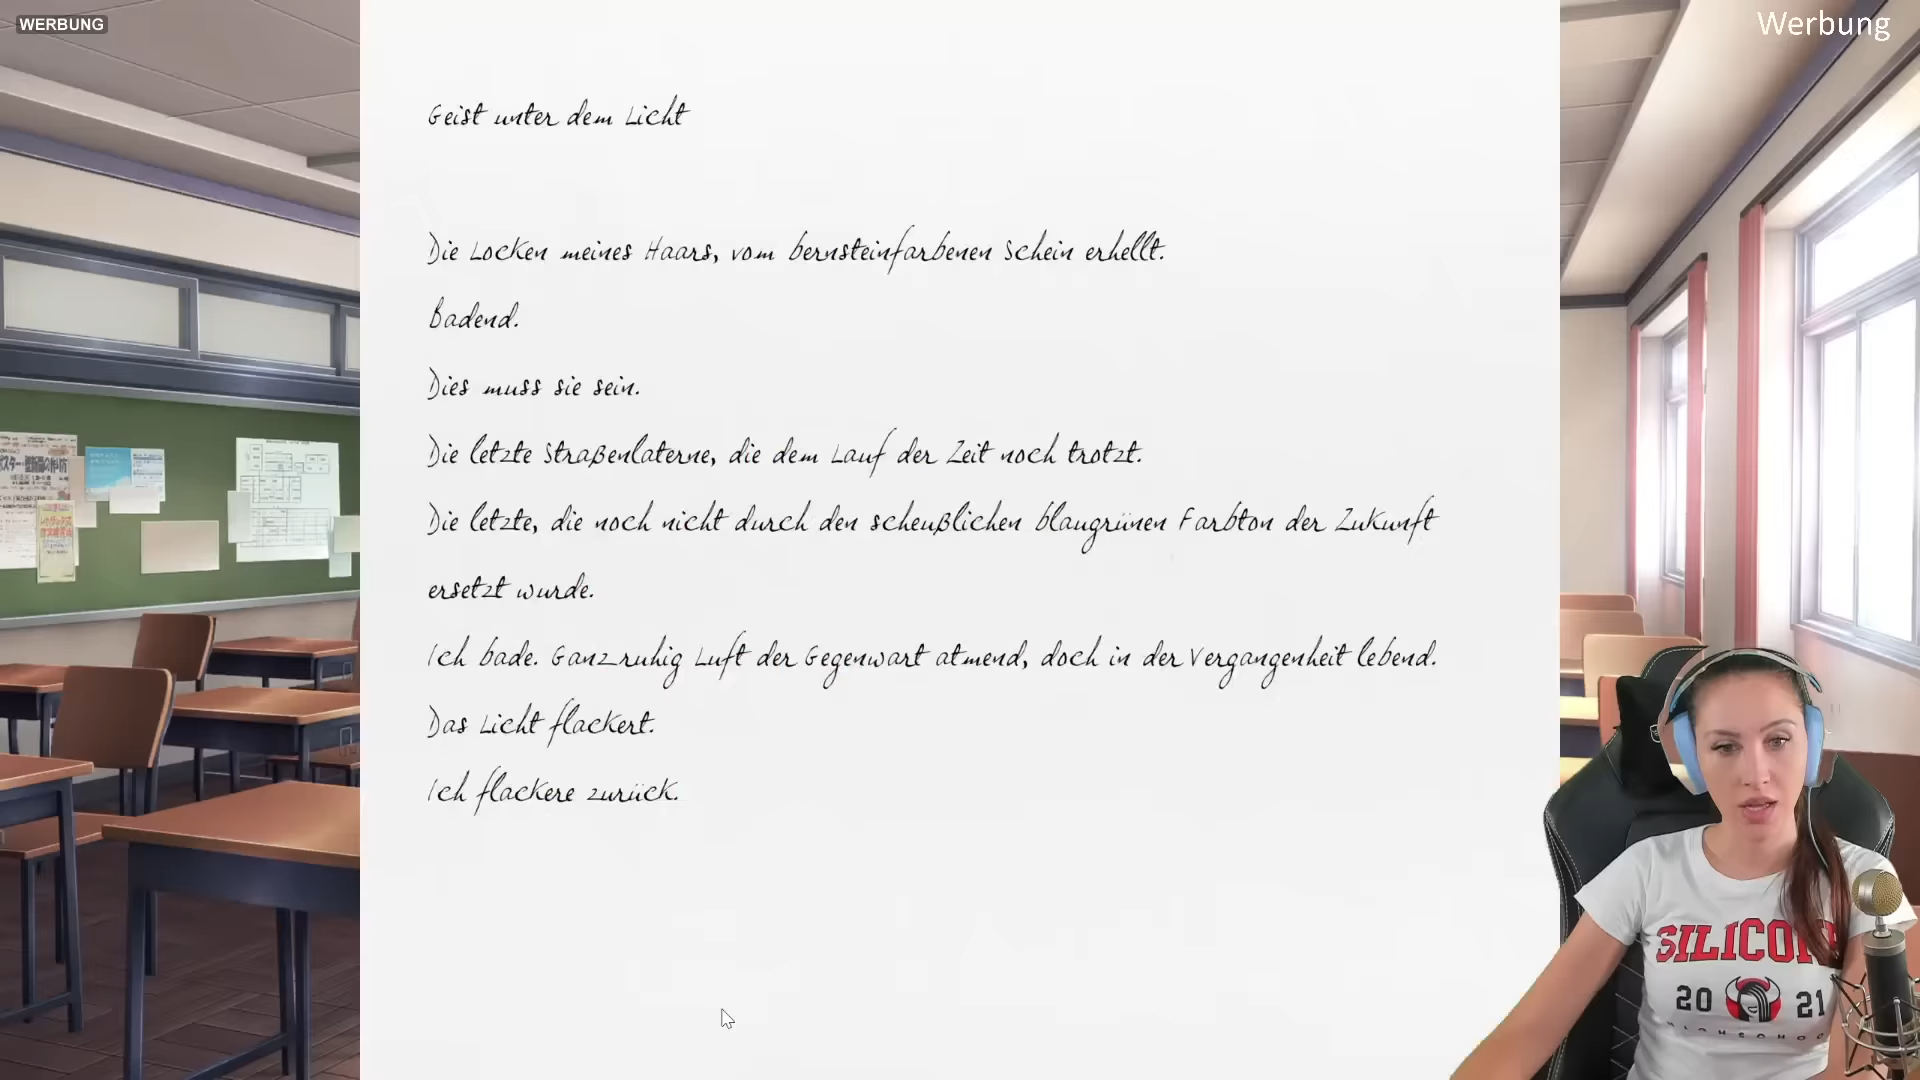 WERBUNG
Werbung
Geist unter dem Licht
Die Locken meines Haars, vom bernsteinfarbenen Schein erhellt.
Badend.
Dies muss sie sein.
Die letzte Straßenlaterne, die dem Lauf der Zeit noch trotzt.
Die letzte, die noch nicht durch den scheußlichen blaugrünen Farbton der Zukunft
ersetzt wurde.
Ich bade. Ganz ruhig Luft der Gegenwart atmend, doch in der Vergangenheit lebend.
Das Licht flackert.
Ich flackere zurück.
20 21